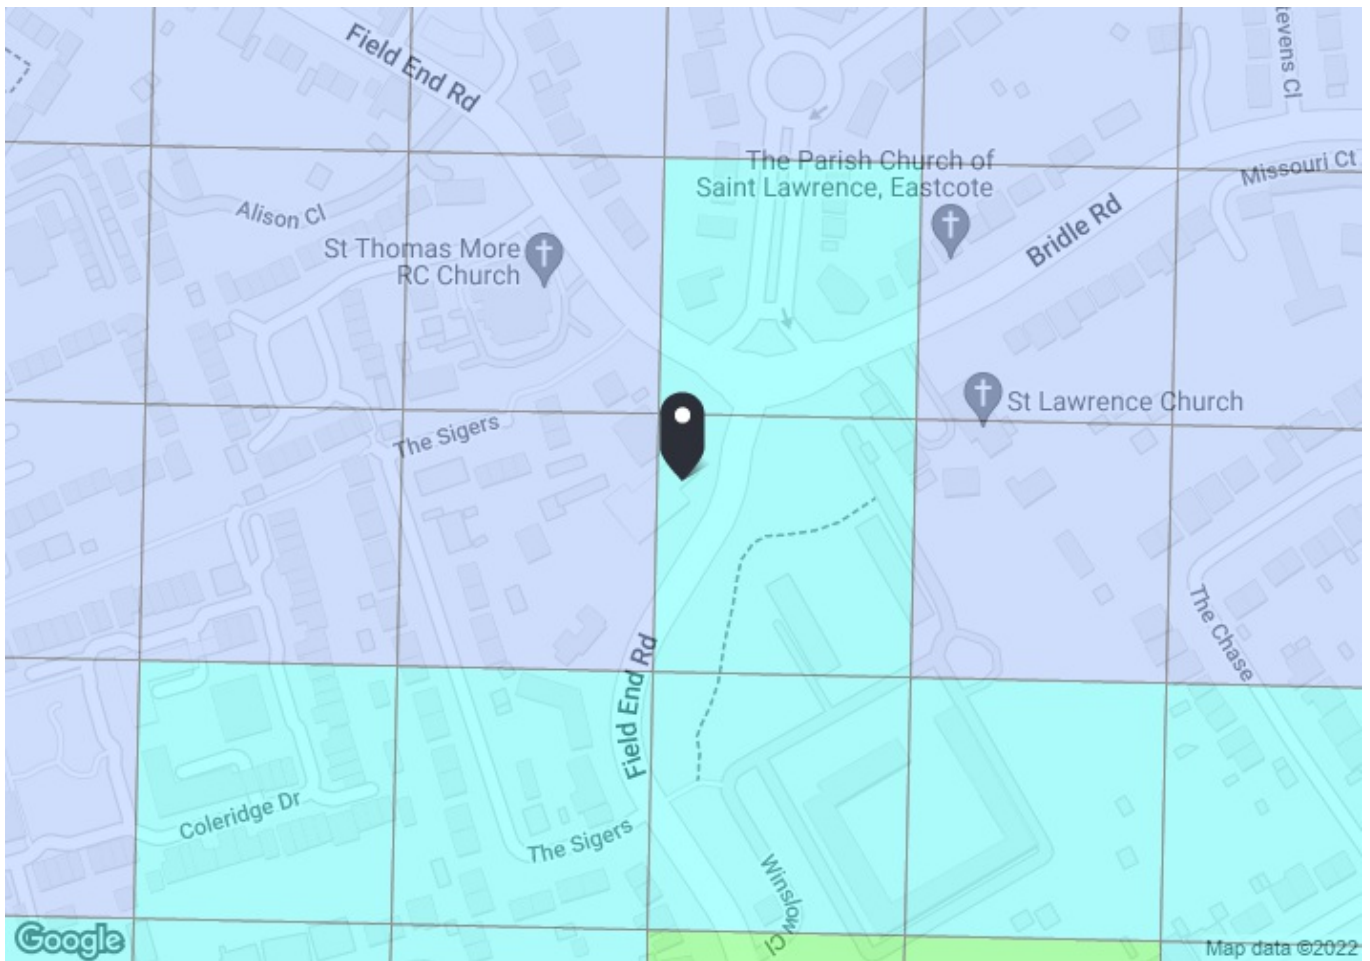 Field End Rd
tevens Cl
The Parish Church of
Saint Lawrence, Eastcote
Missouri Ct
Alison Cl
Bridle Rd
St Thomas More
RC Church
St Lawrence Church
The Sigers
The Chase
Field End Rd
Coleridge Dr
The Sigers
Winslow Cl
Google
Map data ©2022